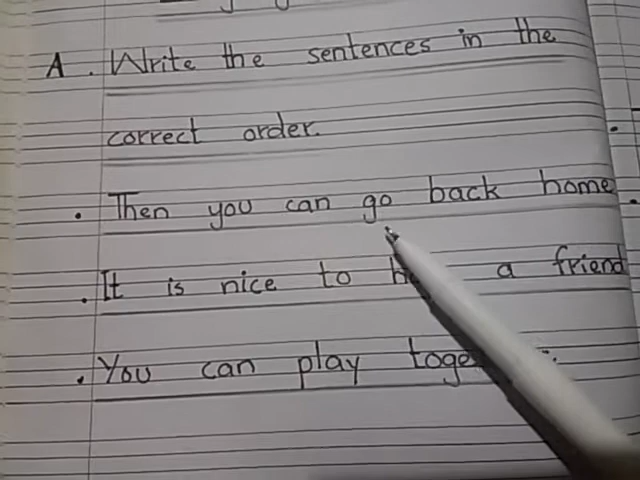 A. Write the sentences in the
correct order.
. Then you can go back home
. It is nice to a friend
. You can play